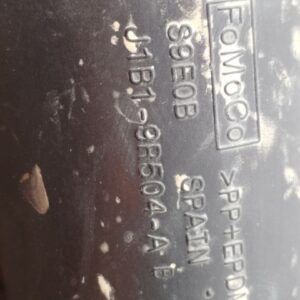 FoMoCo >PP+EPDM
S9E0B SPAIN
J1B1-9R504-A B